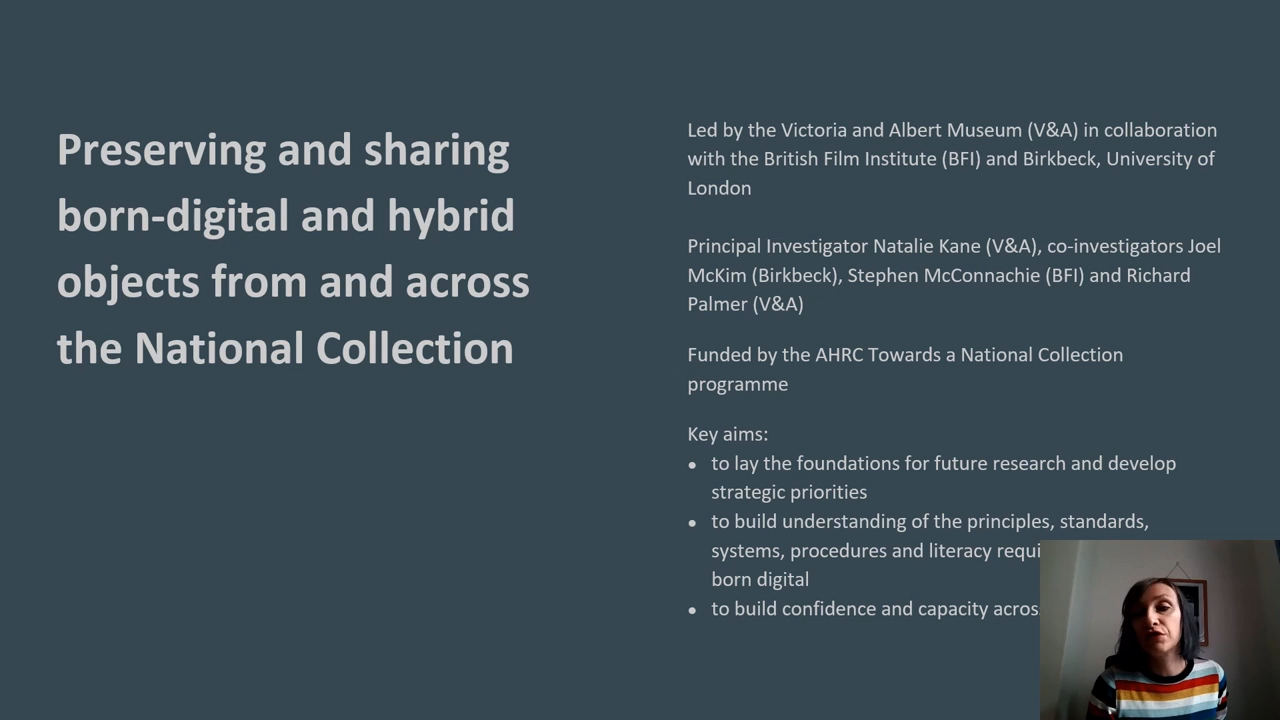 Preserving and sharing
born-digital and hybrid
objects from and across
the National Collection
Led by the Victoria and Albert Museum (V&A) in collaboration
with the British Film Institute (BFI) and Birkbeck, University of
London
Principal Investigator Natalie Kane (V&A), co-investigators Joel
McKim (Birkbeck), Stephen McConnachie (BFI) and Richard
Palmer (V&A)
Funded by the AHRC Towards a National Collection
programme
Key aims:
• to lay the foundations for future research and develop
strategic priorities
• to build understanding of the principles, standards,
systems, procedures and literacy
born digital
• to build confidence and capacity